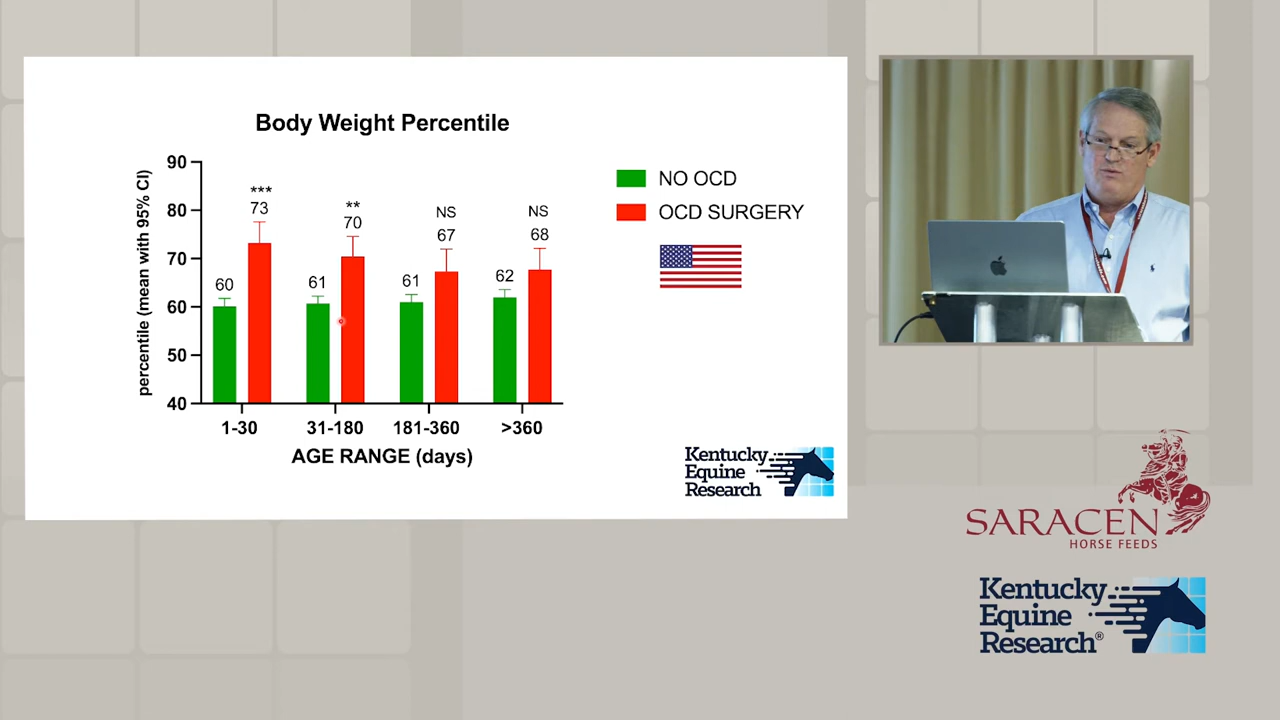 Body Weight Percentile
percentile (mean with 95% CI)
90
80
70
60
50
40
60
***
73
61
**
70
61
NS
67
62
NS
68
1-30
31-180
181-360
>360
AGE RANGE (days)
NO OCD
OCD SURGERY
Kentucky
Equine
Research
SARACEN
HORSE FEEDS
Kentucky
Equine
Research®